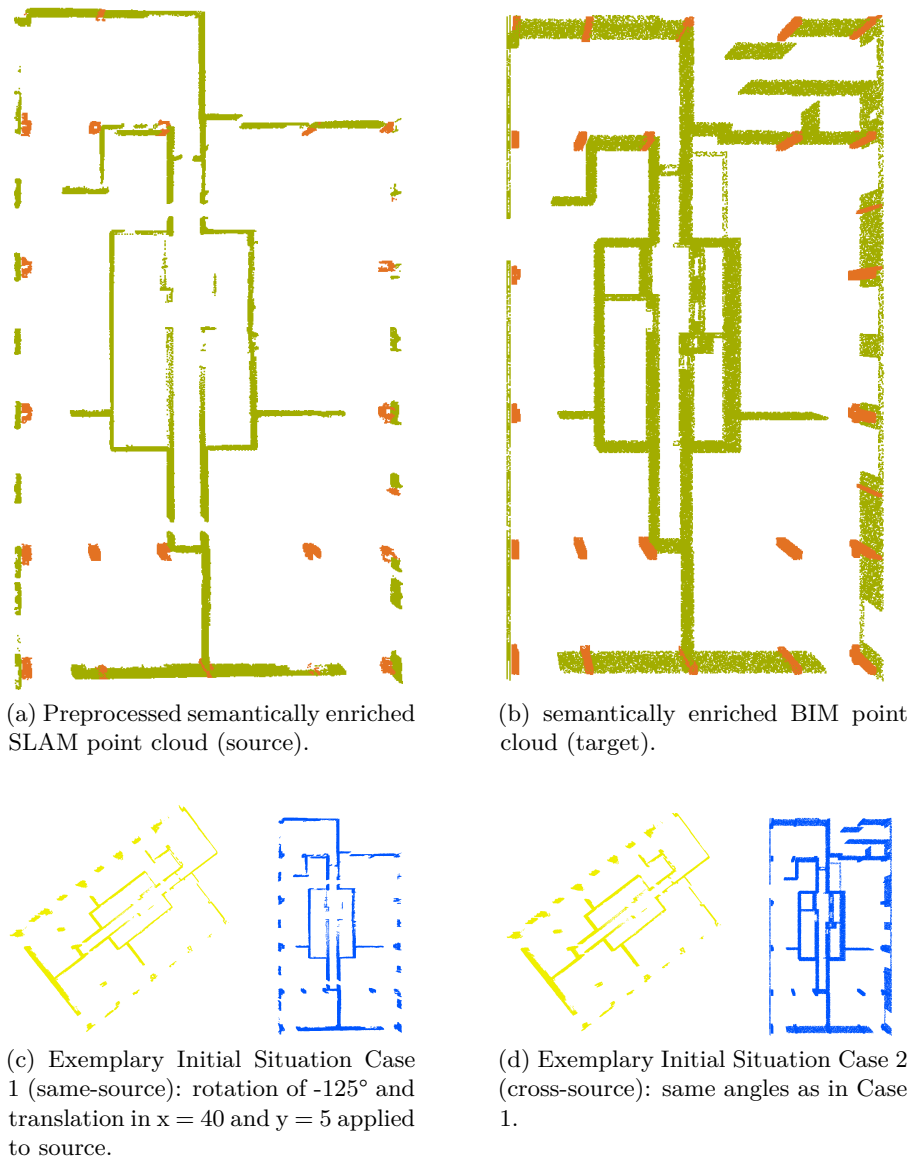 (a) Preprocessed semantically enriched
SLAM point cloud (source).
(b) semantically enriched BIM point
cloud (target).
(c) Exemplary Initial Situation Case
1 (same-source): rotation of -125° and
translation in x = 40 and y = 5 applied
to source.
(d) Exemplary Initial Situation Case 2
(cross-source): same angles as in Case
1.